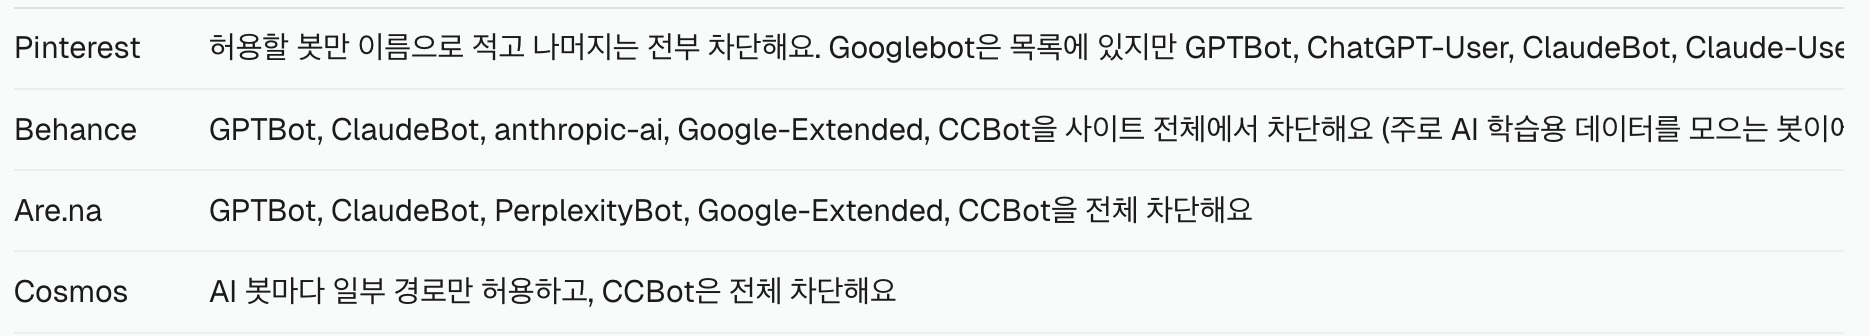 Pinterest 허용할 봇만 이름으로 적고 나머지는 전부 차단해요. Googlebot은 목록에 있지만 GPTBot, ChatGPT-User, ClaudeBot, Claude-Use
Behance GPTBot, ClaudeBot, anthropic-ai, Google-Extended, CCBot을 사이트 전체에서 차단해요 (주로 AI 학습용 데이터를 모으는 봇이에
Are.na GPTBot, ClaudeBot, PerplexityBot, Google-Extended, CCBot을 전체 차단해요
Cosmos AI 봇마다 일부 경로만 허용하고, CCBot은 전체 차단해요